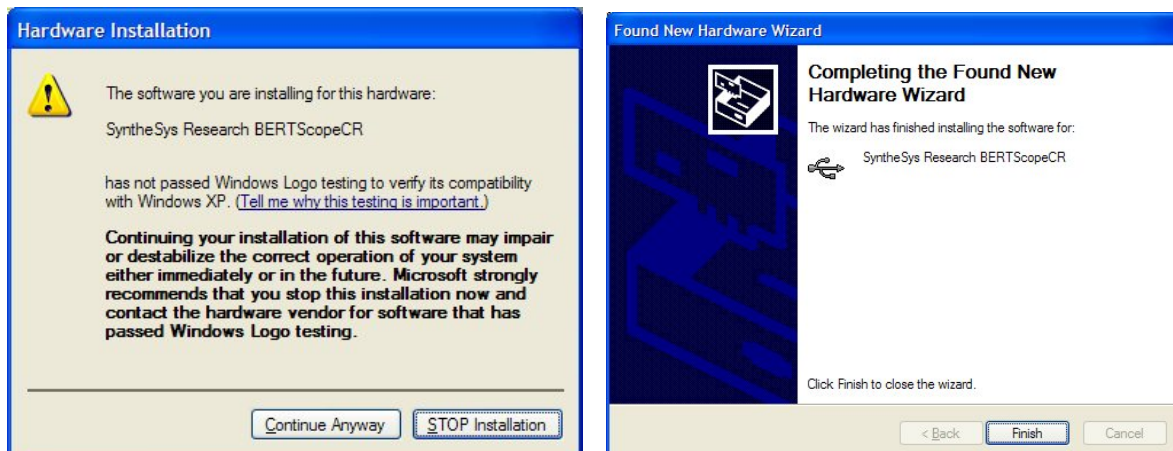 Hardware Installation
The software you are installing for this hardware:
SyntheSys Research BERTScopeCR
has not passed Windows Logo testing to verify its compatibility
with Windows XP. (Tell me why this testing is important.)
Continuing your installation of this software may impair
or destabilize the correct operation of your system
either immediately or in the future. Microsoft strongly
recommends that you stop this installation now and
contact the hardware vendor for software that has
passed Windows Logo testing.
Continue Anyway
STOP Installation
Found New Hardware Wizard
Completing the Found New
Hardware Wizard
The wizard has finished installing the software for:
SyntheSys Research BERTScopeCR
Click Finish to close the wizard.
< Back
Finish
Cancel